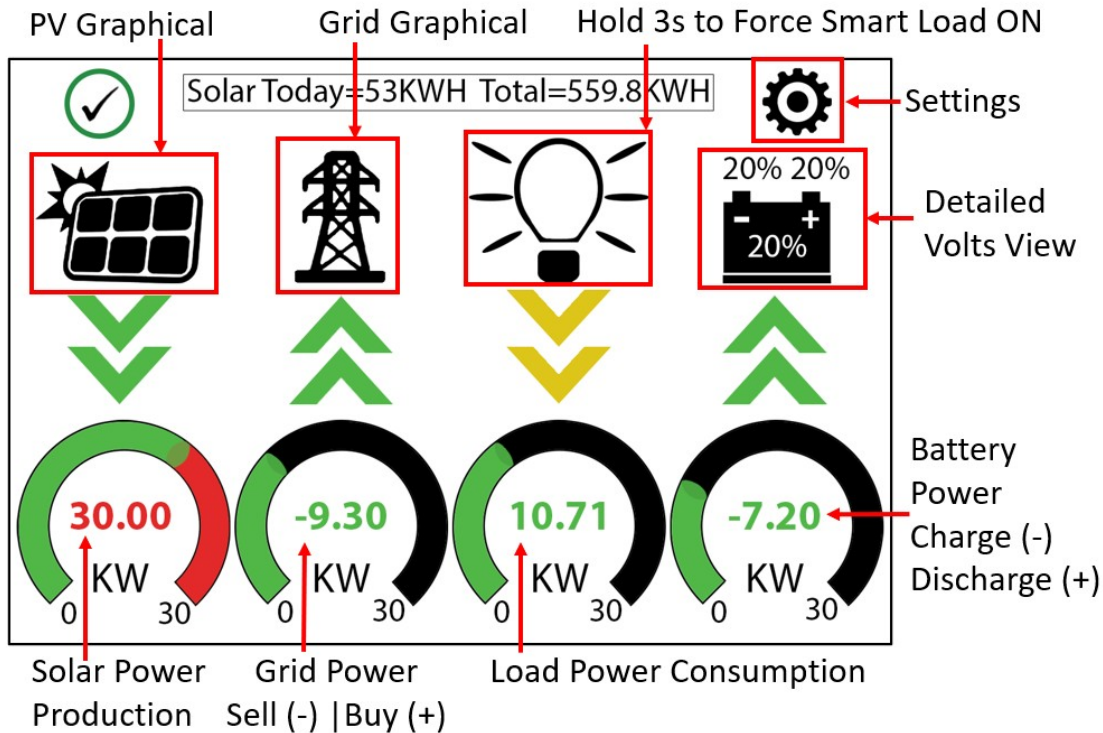 PV Graphical
Grid Graphical
Hold 3s to Force Smart Load ON
Solar Today=53KWH Total=559.8KWH
Settings
20% 20%
- +
20%
Detailed
Volts View
30.00
KW
0 30
-9.30
KW
0 30
10.71
KW
0 30
-7.20
KW
0 30
Battery
Power
Charge (-)
Discharge (+)
Solar Power
Production
Grid Power
Sell (-) |Buy (+)
Load Power Consumption